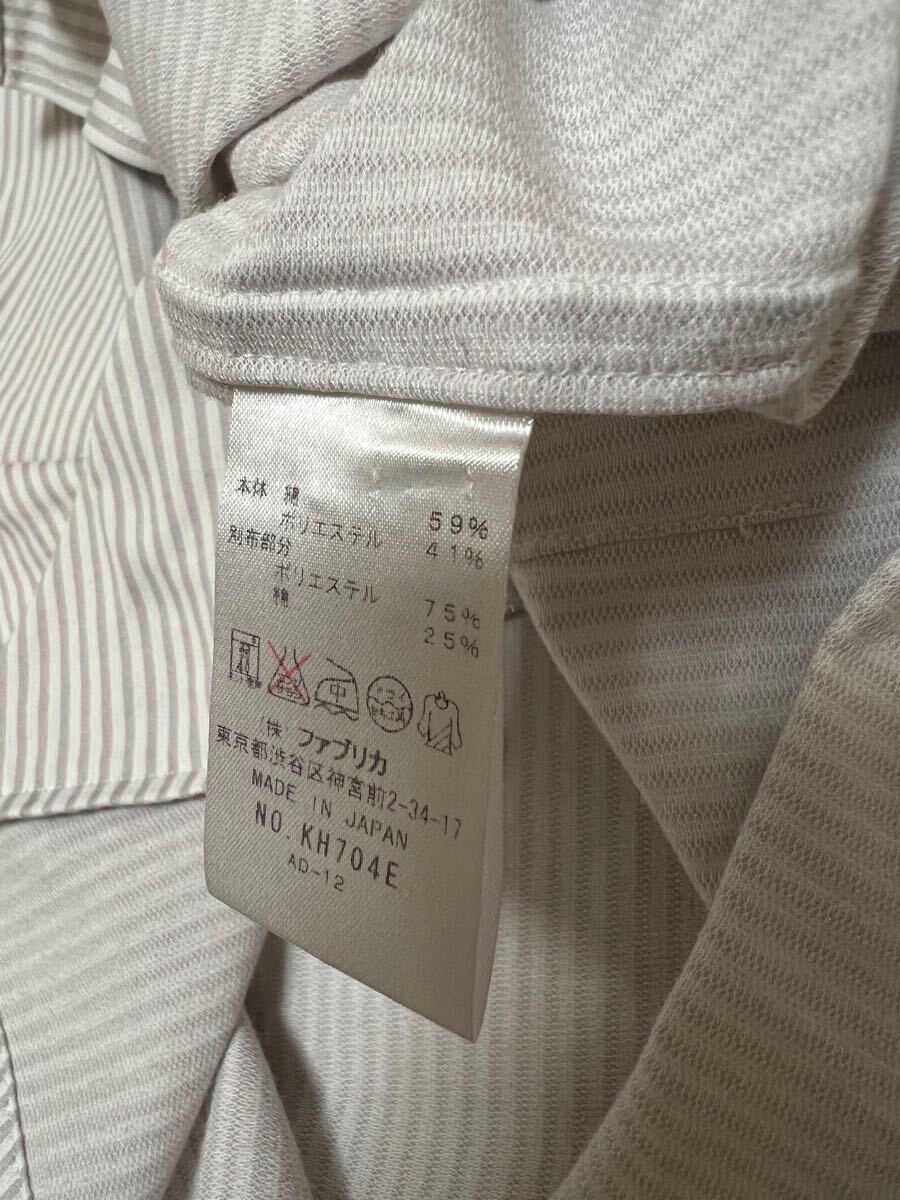 本体 綿 59%
ポリエステル 41%
別布部分
ポリエステル 75%
綿 25%
中
(株)ファブリカ
東京都渋谷区神宮前2-34-17
MADE IN JAPAN
NO. KH704E
AD-12